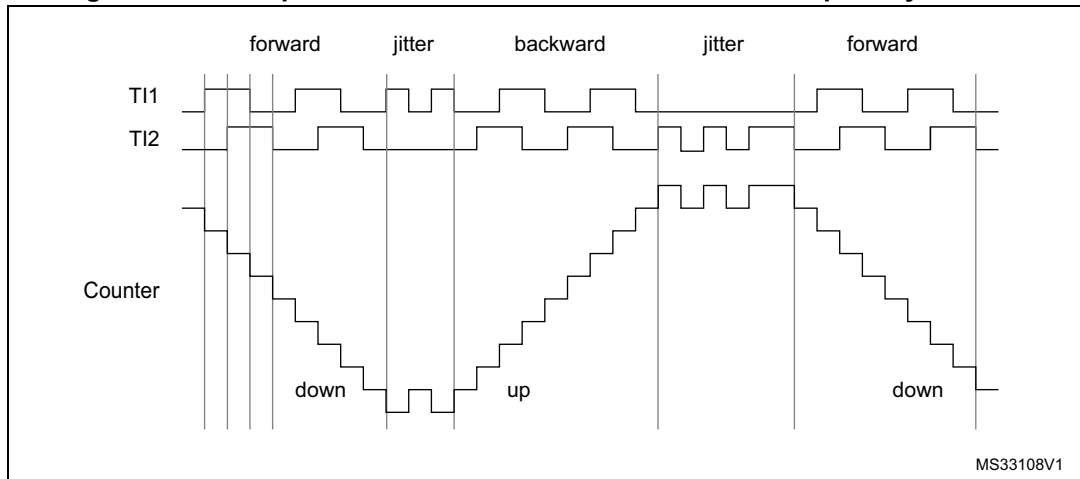 forward jitter backward jitter forward
TI1
TI2
Counter
down up down
MS33108V1